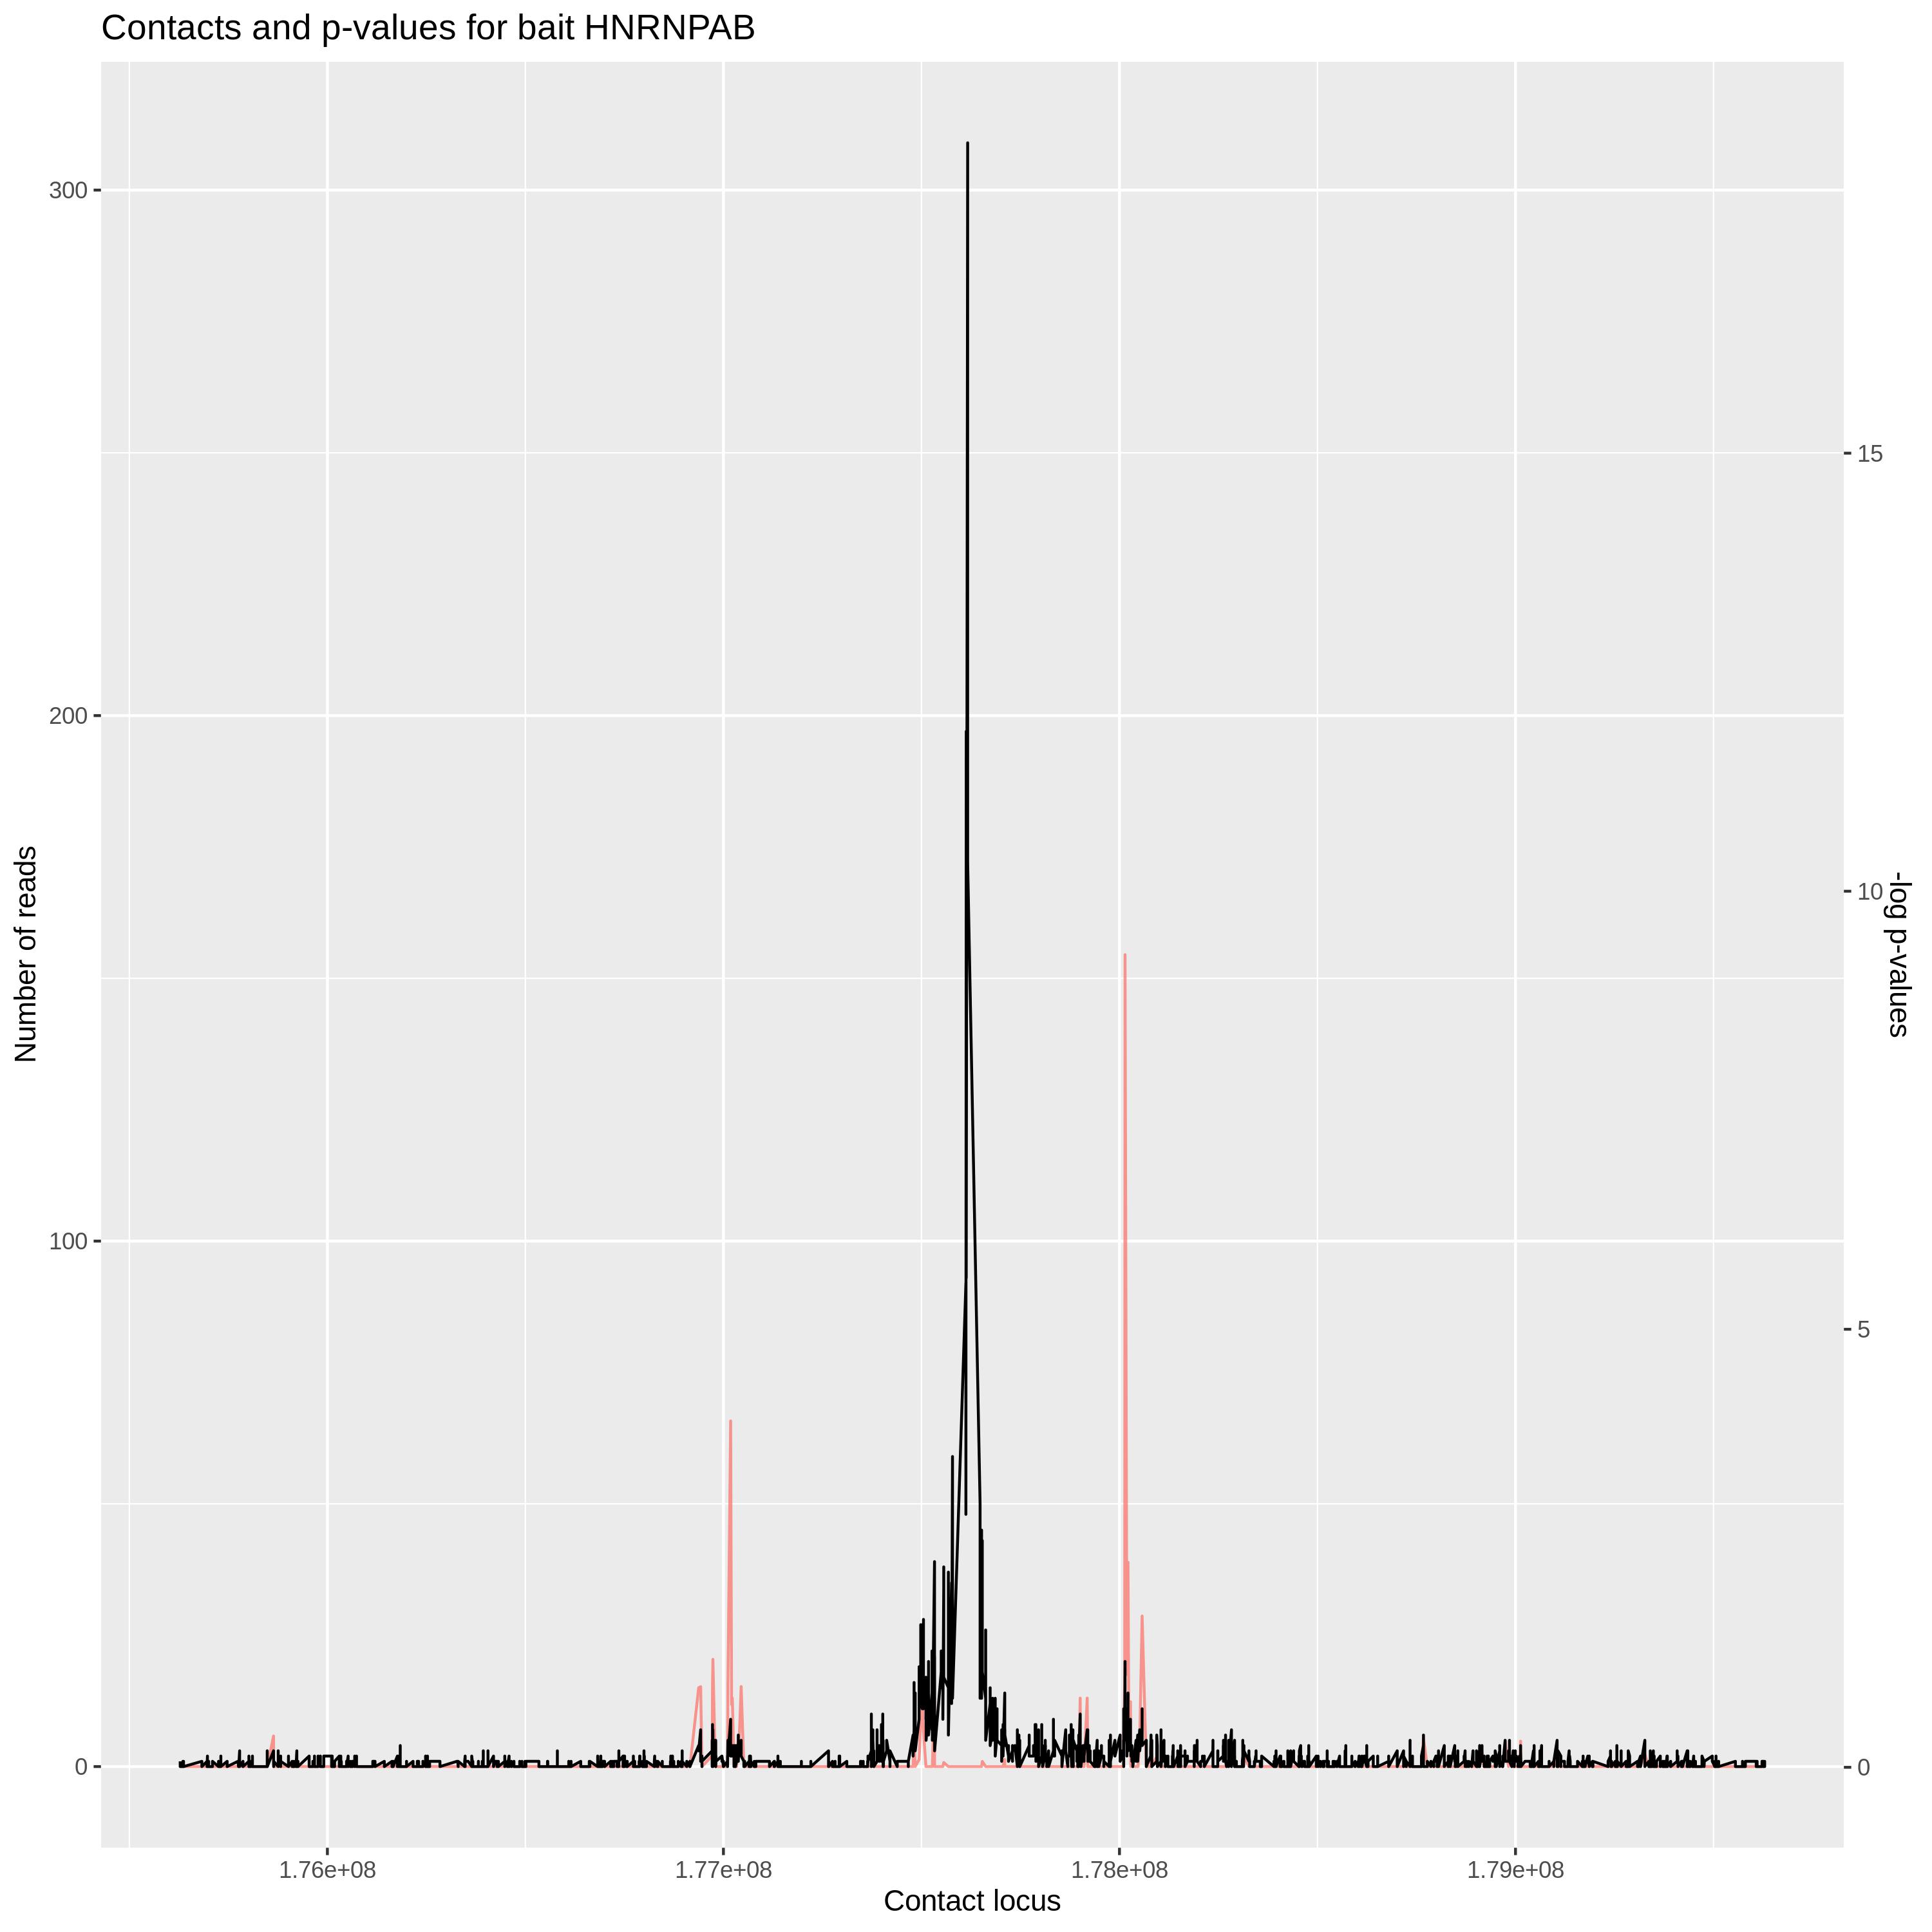 Contacts and p-values for bait HNRNPAB
Number of reads
300
200
100
0
15
10
5
0
-log p-values
1.76e+08
1.77e+08
1.78e+08
1.79e+08
Contact locus